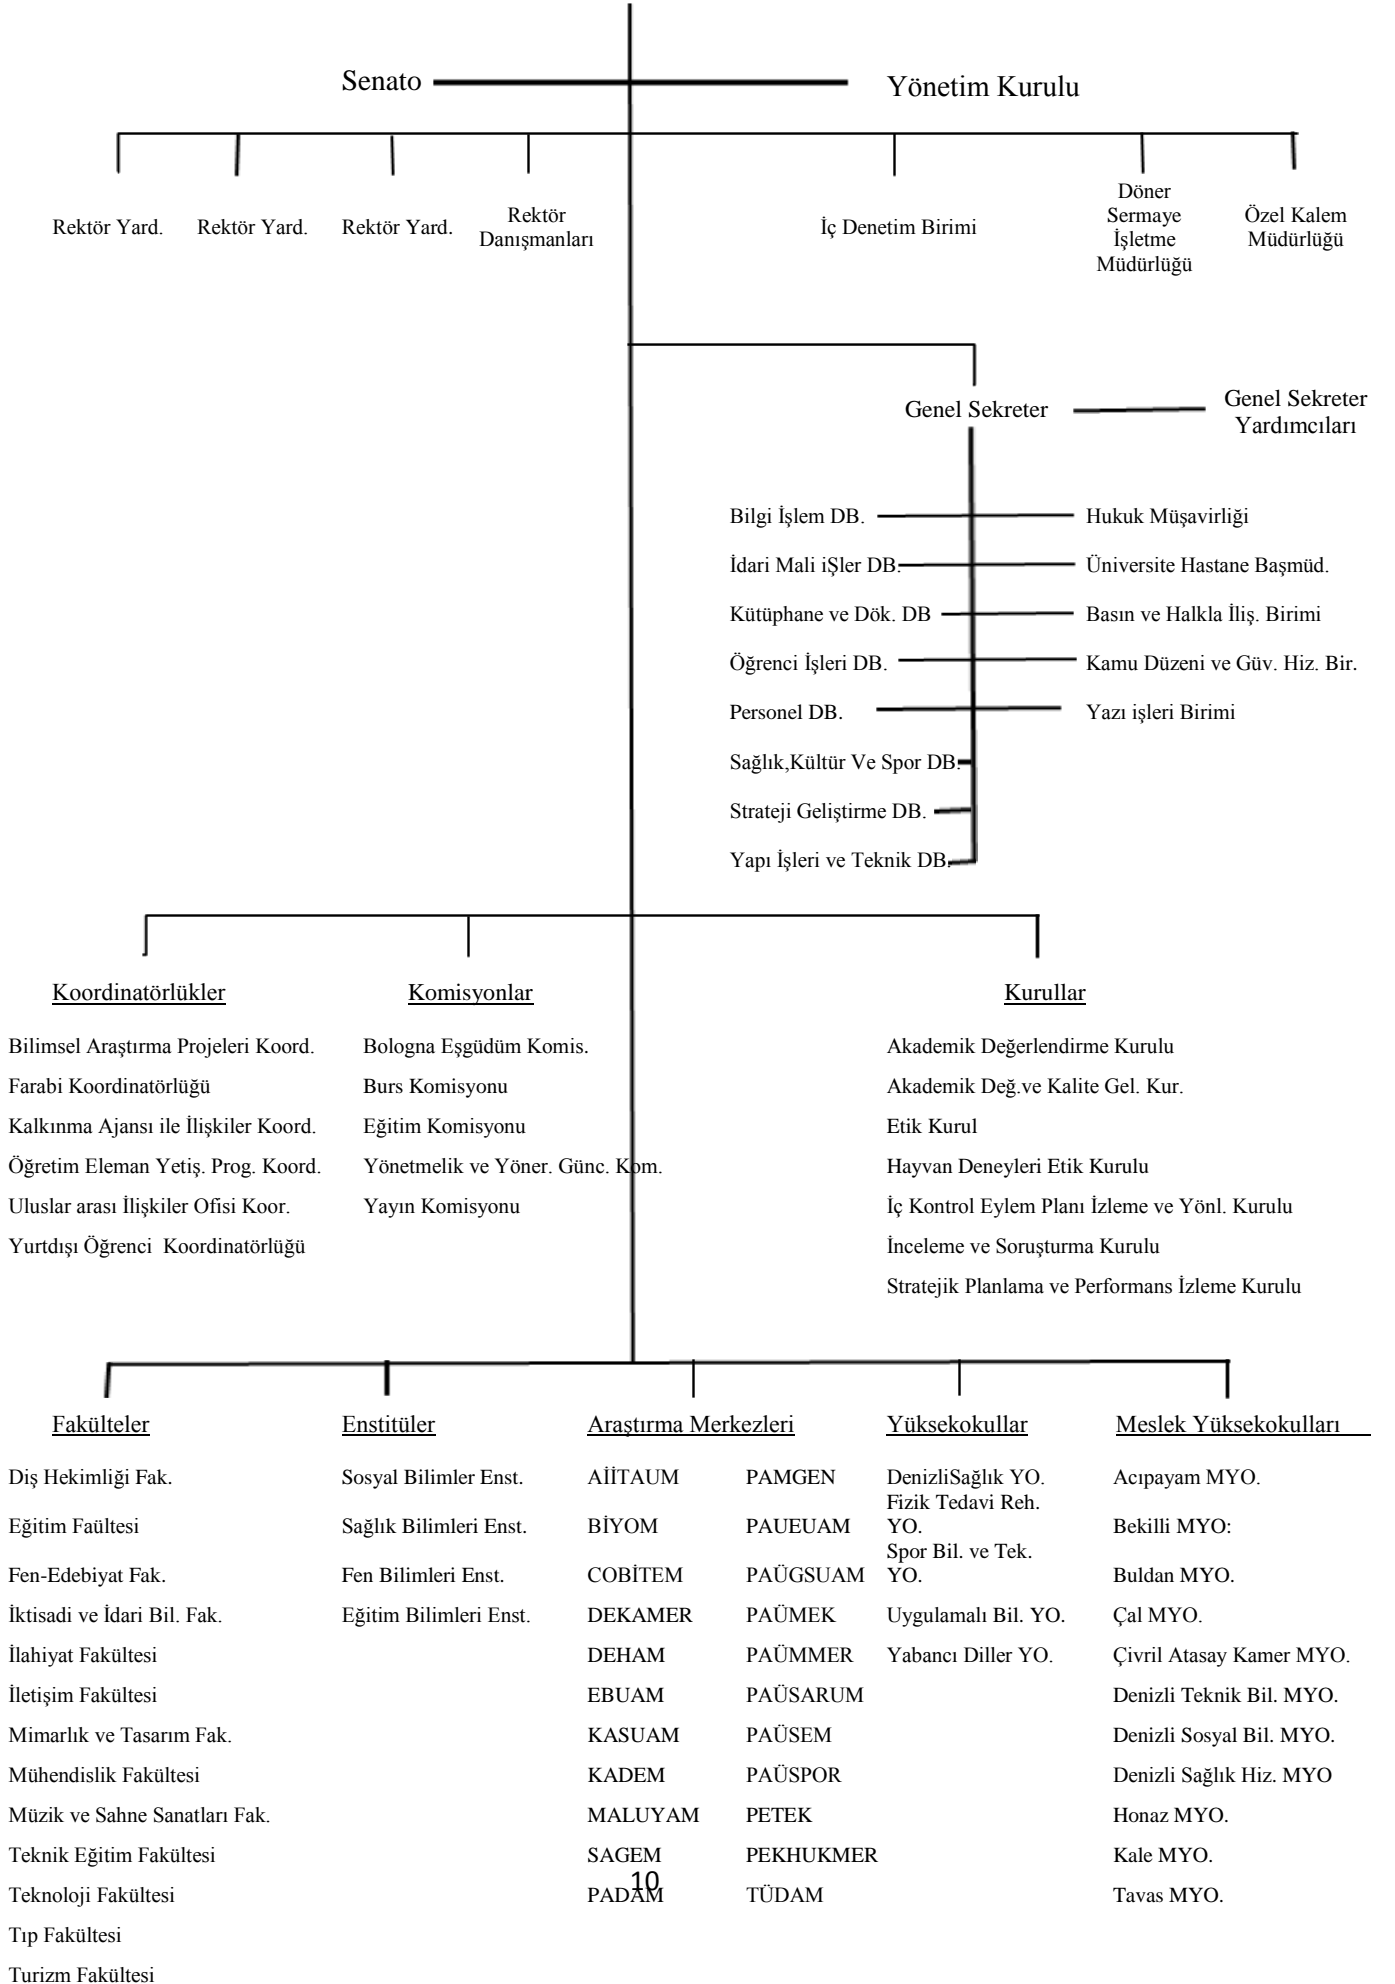 Senato
Yönetim Kurulu
Rektör Yard.
Rektör Yard.
Rektör Yard.
Rektör
Danışmanları
İç Denetim Birimi
Döner
Sermaye
İşletme
Müdürlüğü
Özel Kalem
Müdürlüğü
Genel Sekreter
Genel Sekreter
Yardımcıları
Bilgi İşlem DB.
Hukuk Müşavirliği
İdari Mali iŞler DB.
Üniversite Hastane Başmüd.
Kütüphane ve Dök. DB
Basın ve Halkla İliş. Birimi
Öğrenci İşleri DB.
Kamu Düzeni ve Güv. Hiz. Bir.
Personel DB.
Yazı işleri Birimi
Sağlık,Kültür Ve Spor DB.
Strateji Geliştirme DB.
Yapı İşleri ve Teknik DB.
Koordinatörlükler
Bilimsel Araştırma Projeleri Koord.
Farabi Koordinatörlüğü
Kalkınma Ajansı ile İlişkiler Koord.
Öğretim Eleman Yetiş. Prog. Koord.
Uluslar arası İlişkiler Ofisi Koor.
Yurtdışı Öğrenci Koordinatörlüğü
Komisyonlar
Bologna Eşgüdüm Komis.
Burs Komisyonu
Eğitim Komisyonu
Yönetmelik ve Yöner. Günc. Kom.
Yayın Komisyonu
Kurullar
Akademik Değerlendirme Kurulu
Akademik Değ.ve Kalite Gel. Kur.
Etik Kurul
Hayvan Deneyleri Etik Kurulu
İç Kontrol Eylem Planı İzleme ve Yönl. Kurulu
İnceleme ve Soruşturma Kurulu
Stratejik Planlama ve Performans İzleme Kurulu
Fakülteler
Diş Hekimliği Fak.
Eğitim Faültesi
Fen-Edebiyat Fak.
İktisadi ve İdari Bil. Fak.
İlahiyat Fakültesi
İletişim Fakültesi
Mimarlık ve Tasarım Fak.
Mühendislik Fakültesi
Müzik ve Sahne Sanatları Fak.
Teknik Eğitim Fakültesi
Teknoloji Fakültesi
Tıp Fakültesi
Turizm Fakültesi
Enstitüler
Sosyal Bilimler Enst.
Sağlık Bilimleri Enst.
Fen Bilimleri Enst.
Eğitim Bilimleri Enst.
Araştırma Merkezleri
AİİTAUM
BİYOM
COBİTEM
DEKAMER
DEHAM
EBUAM
KASUAM
KADEM
MALUYAM
SAGEM
PADAM
PAMGEN
PAUEUAM
PAÜGSUAM
PAÜMEK
PAÜMMER
PAÜSARUM
PAÜSEM
PAÜSPOR
PETEK
PEKHUKMER
TÜDAM
Yüksekokullar
DenizliSağlık YO.
Fizik Tedavi Reh.
YO.
Spor Bil. ve Tek.
YO.
Uygulamalı Bil. YO.
Yabancı Diller YO.
Meslek Yüksekokulları
Acıpayam MYO.
Bekilli MYO:
Buldan MYO.
Çal MYO.
Çivril Atasay Kamer MYO.
Denizli Teknik Bil. MYO.
Denizli Sosyal Bil. MYO.
Denizli Sağlık Hiz. MYO
Honaz MYO.
Kale MYO.
Tavas MYO.
10